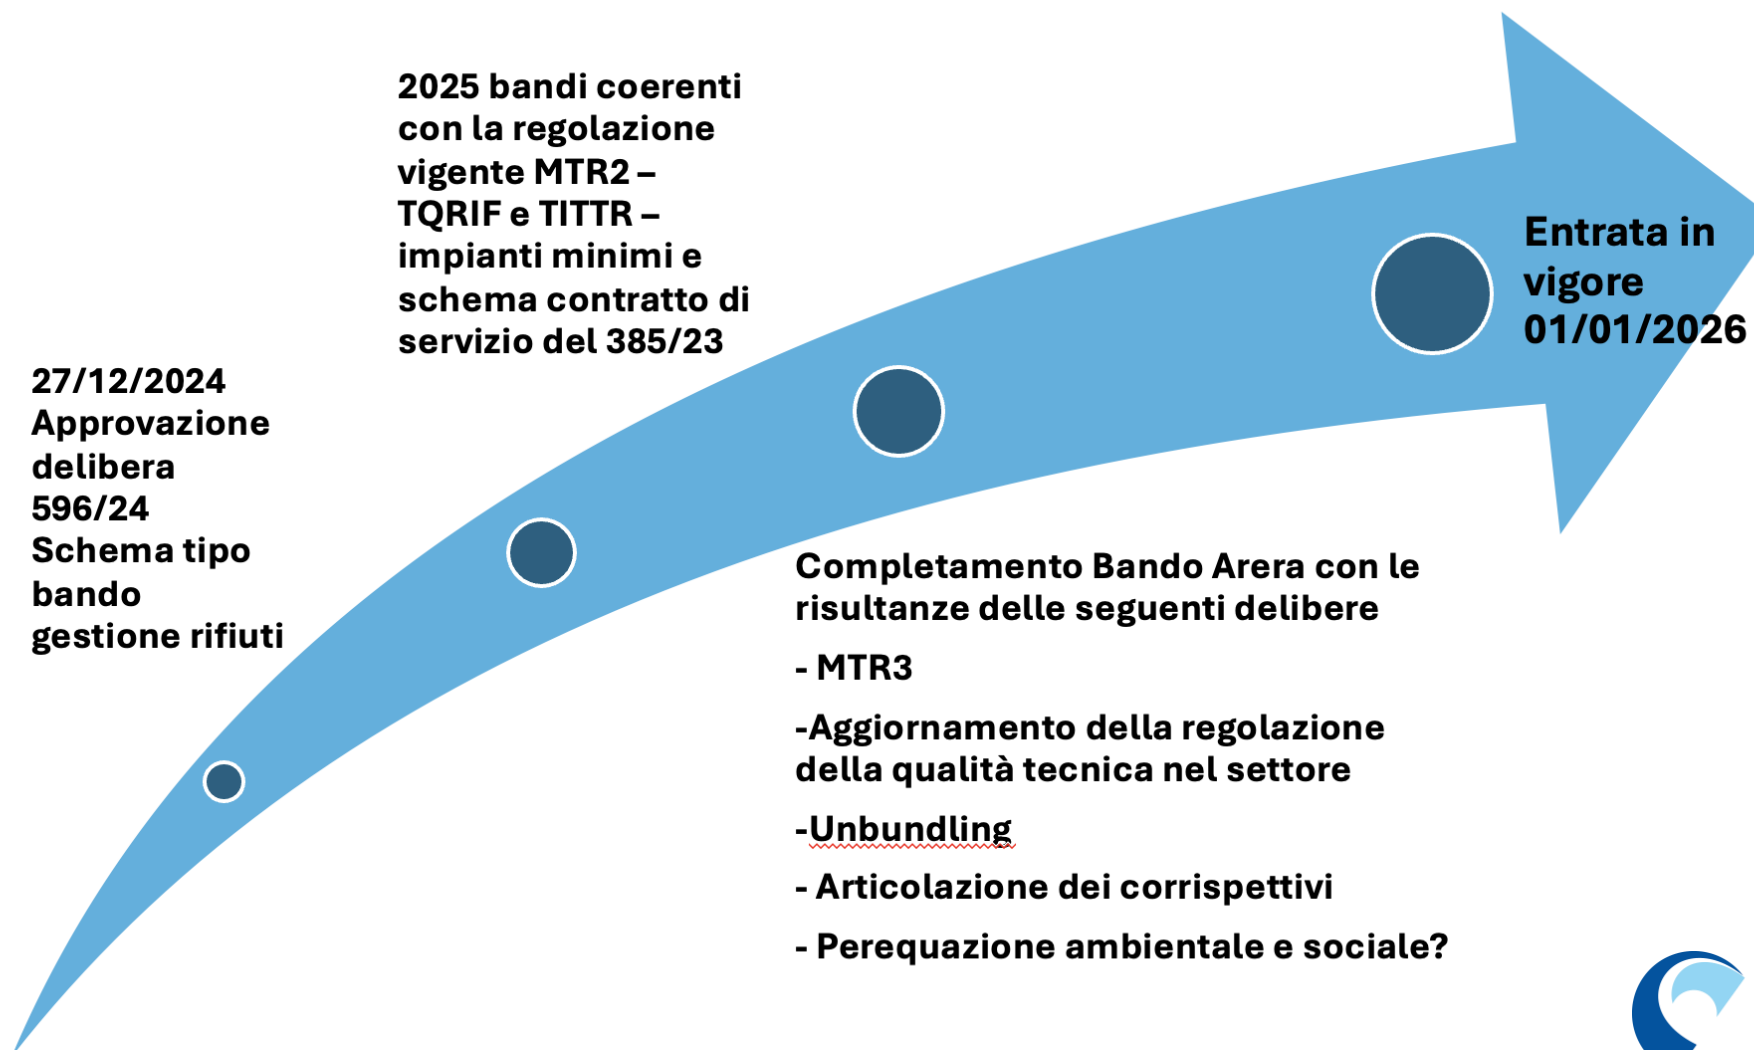 27/12/2024
Approvazione
delibera
596/24
Schema tipo
bando
gestione rifiuti
2025 bandi coerenti
con la regolazione
vigente MTR2 –
TQRIF e TITTR –
impianti minimi e
schema contratto di
servizio del 385/23
Completamento Bando Arera con le
risultanze delle seguenti delibere
- MTR3
-Aggiornamento della regolazione
della qualità tecnica nel settore
-Unbundling
- Articolazione dei corrispettivi
- Perequazione ambientale e sociale?
Entrata in
vigore
01/01/2026